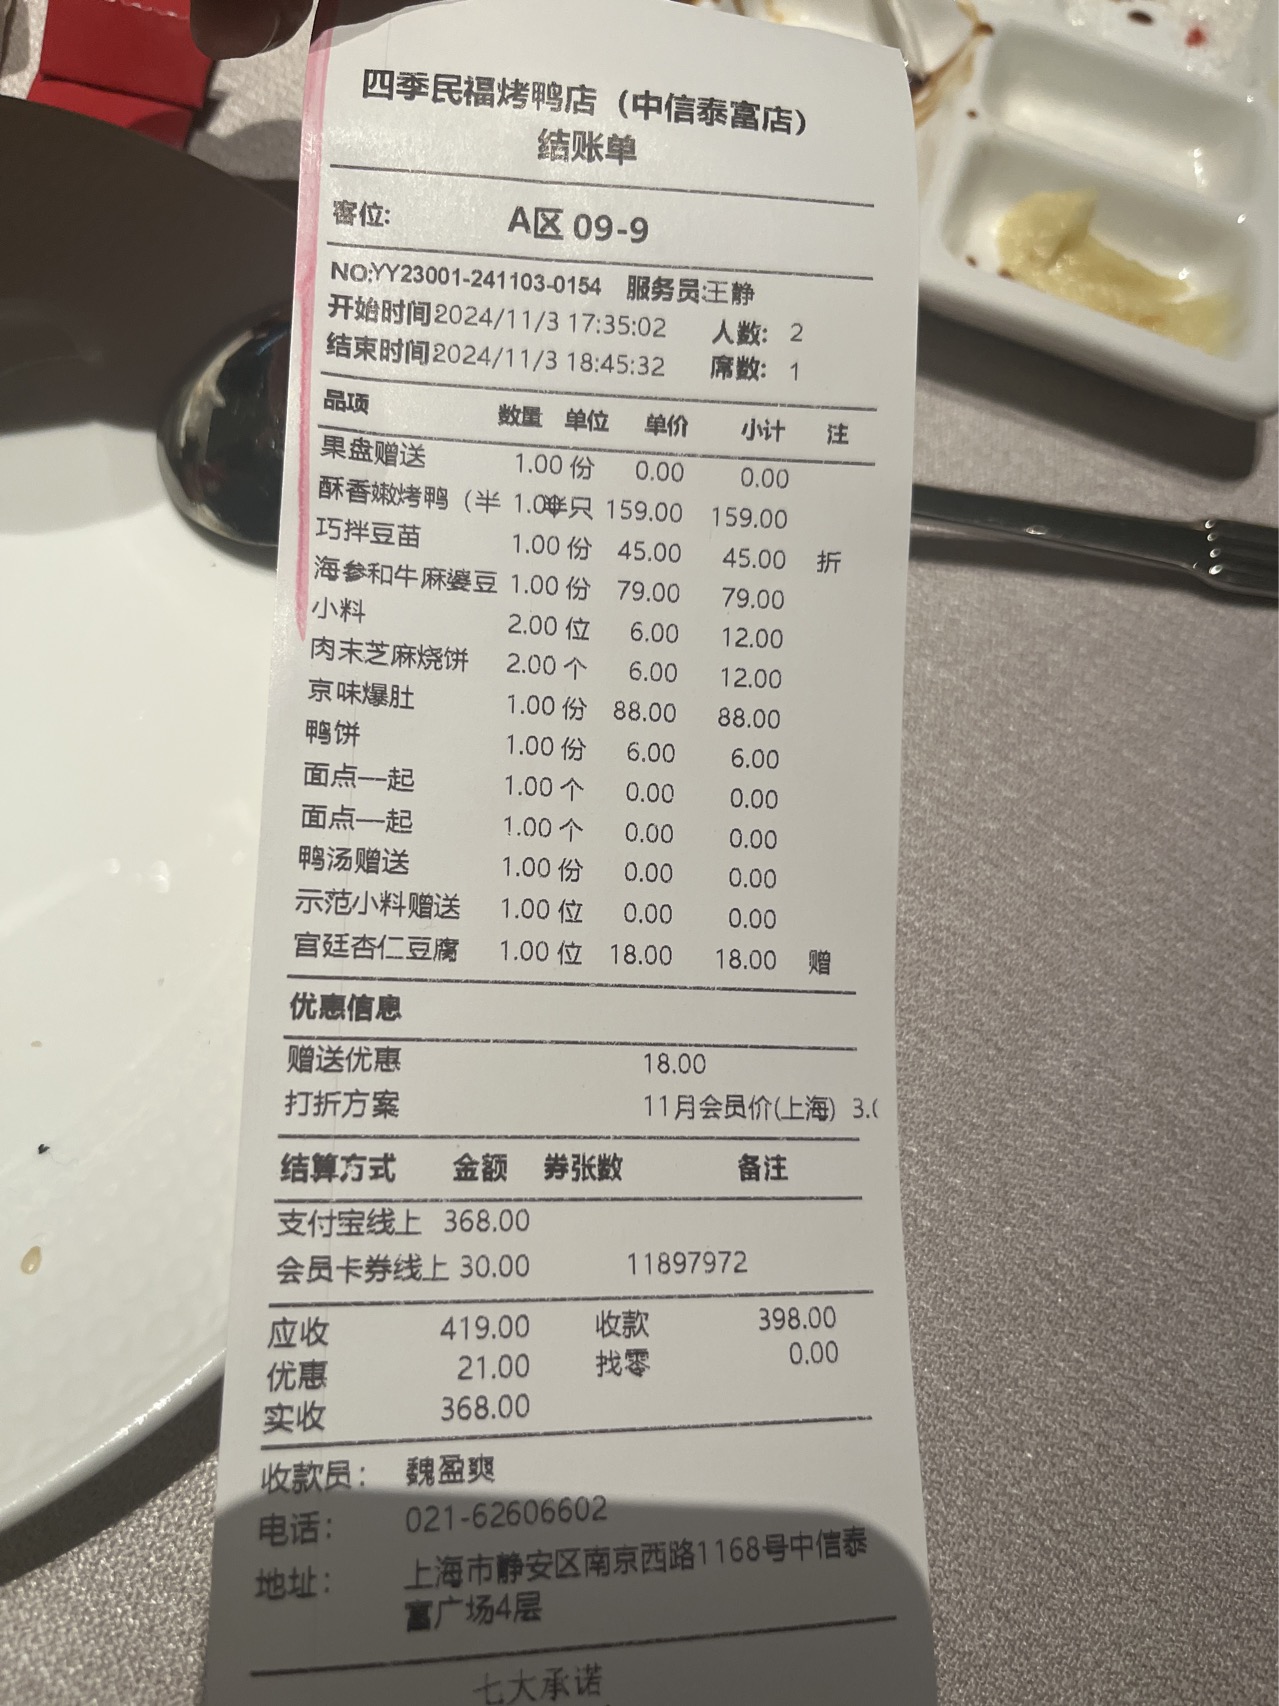 四季民福烤鸭店（中信泰富店）
结账单
客位: A区 09-9
NO:YY23001-241103-0154 服务员:王静
开始时间2024/11/3 17:35:02 人数: 2
结束时间2024/11/3 18:45:32 席数: 1
品项 数量 单位 单价 小计 注
果盘赠送 1.00 份 0.00 0.00
酥香嫩烤鸭（半 1.00半只 159.00 159.00
巧拌豆苗 1.00 份 45.00 45.00 折
海参和牛麻婆豆 1.00 份 79.00 79.00
小料 2.00 位 6.00 12.00
肉末芝麻烧饼 2.00 个 6.00 12.00
京味爆肚 1.00 份 88.00 88.00
鸭饼 1.00 份 6.00 6.00
面点一起 1.00 个 0.00 0.00
面点一起 1.00 个 0.00 0.00
鸭汤赠送 1.00 份 0.00 0.00
示范小料赠送 1.00 位 0.00 0.00
宫廷杏仁豆腐 1.00 位 18.00 18.00 赠
优惠信息
赠送优惠 18.00
打折方案 11月会员价(上海) 3.0
结算方式 金额 券张数 备注
支付宝线上 368.00
会员卡券线上 30.00 11897972
应收 419.00 收款 398.00
优惠 21.00 找零 0.00
实收 368.00
收款员: 魏盈爽
电话: 021-62606602
地址: 上海市静安区南京西路1168号中信泰
富广场4层
七大承诺